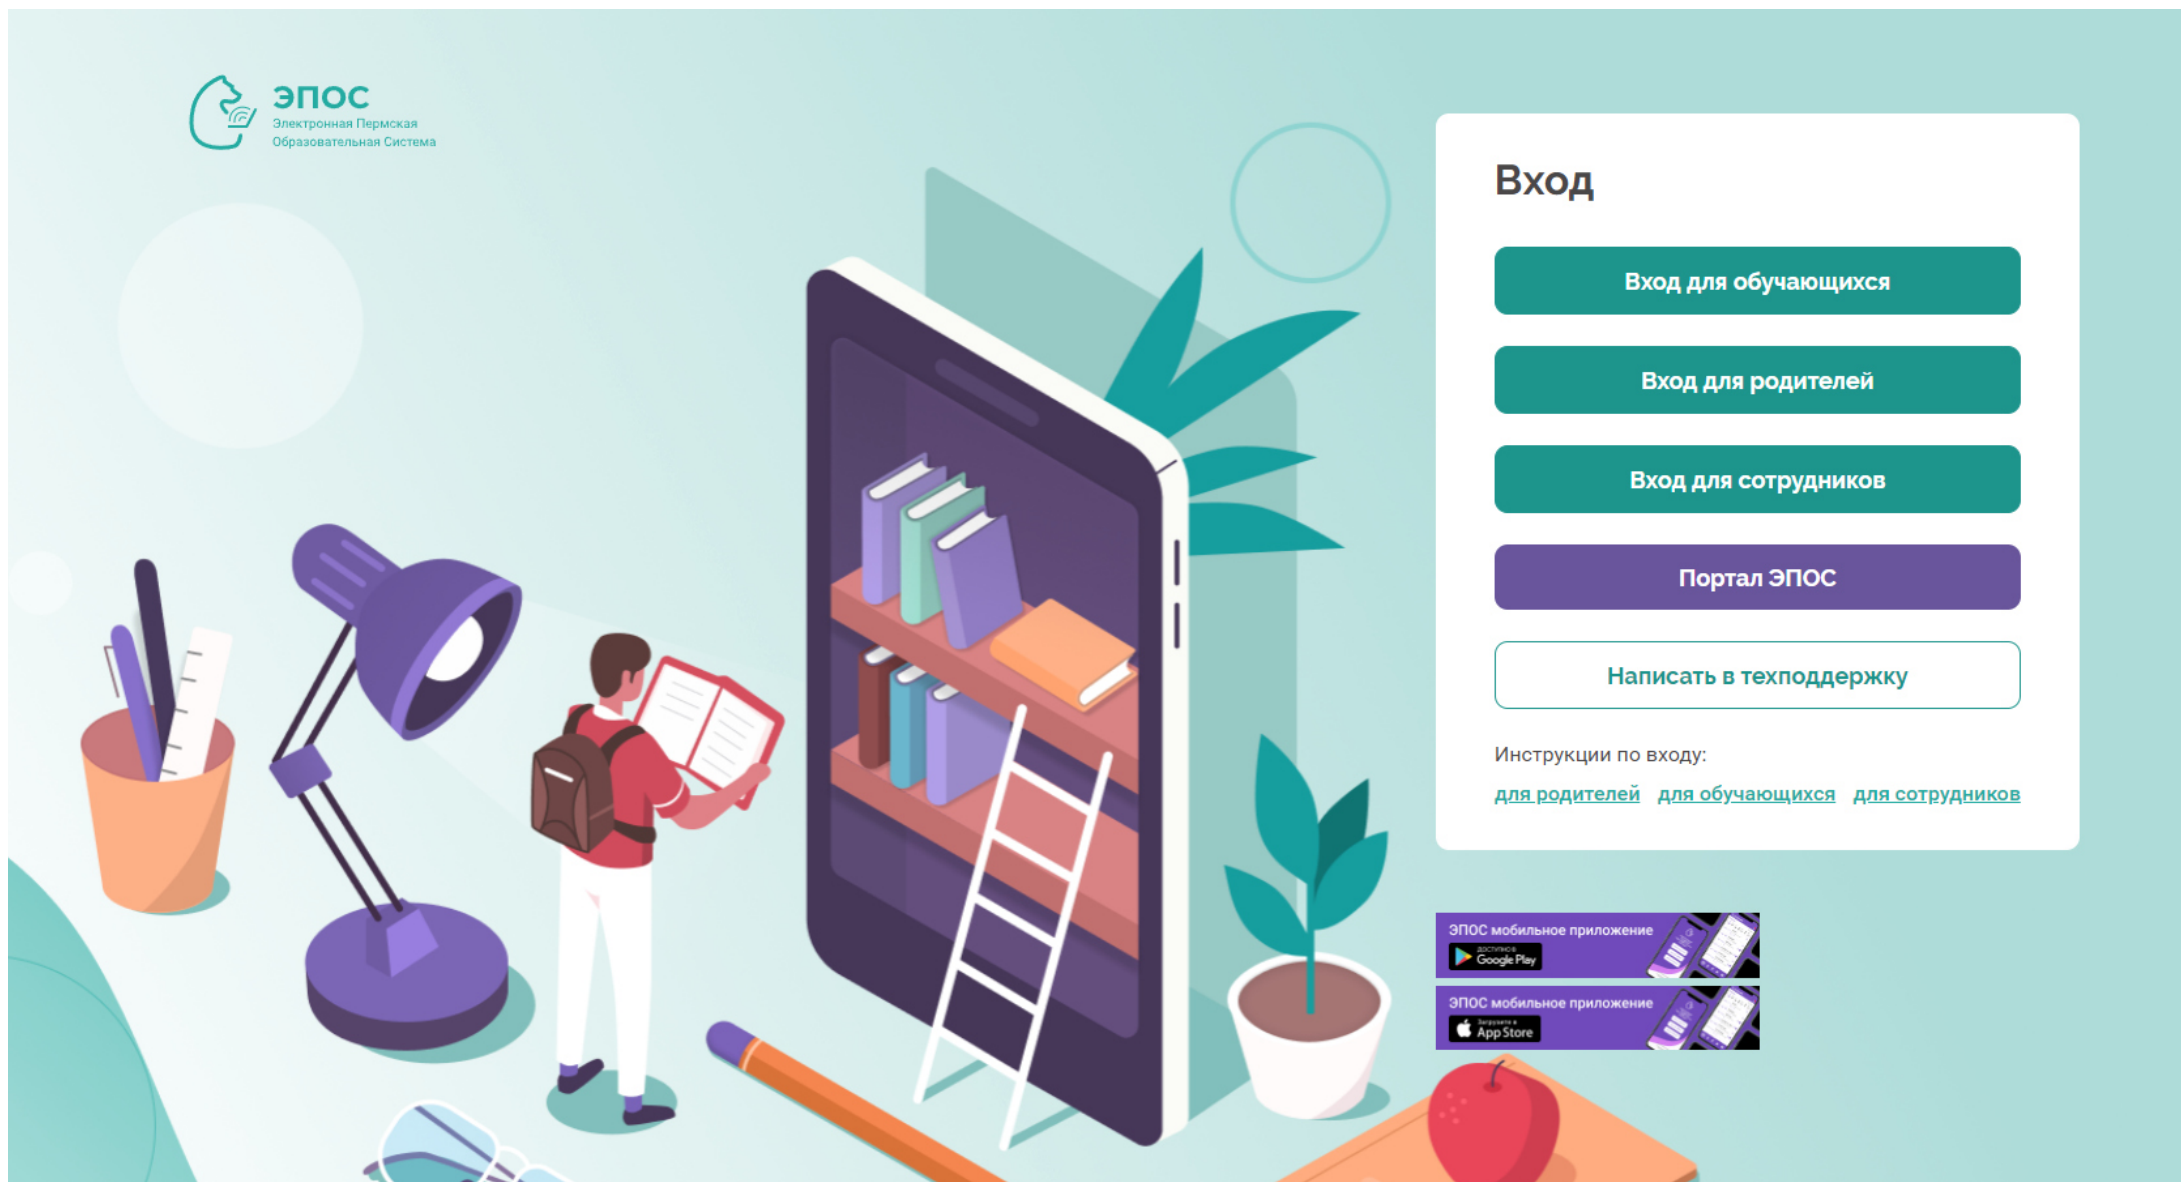 ЭПОС
Электронная Пермская
Образовательная Система
Вход
Вход для обучающихся
Вход для родителей
Вход для сотрудников
Портал ЭПОС
Написать в техподдержку
Инструкции по входу:
для родителей для обучающихся для сотрудников
ЭПОС мобильное приложение
ДОСТУПНО В
Google Play
ЭПОС мобильное приложение
Загрузите в
App Store